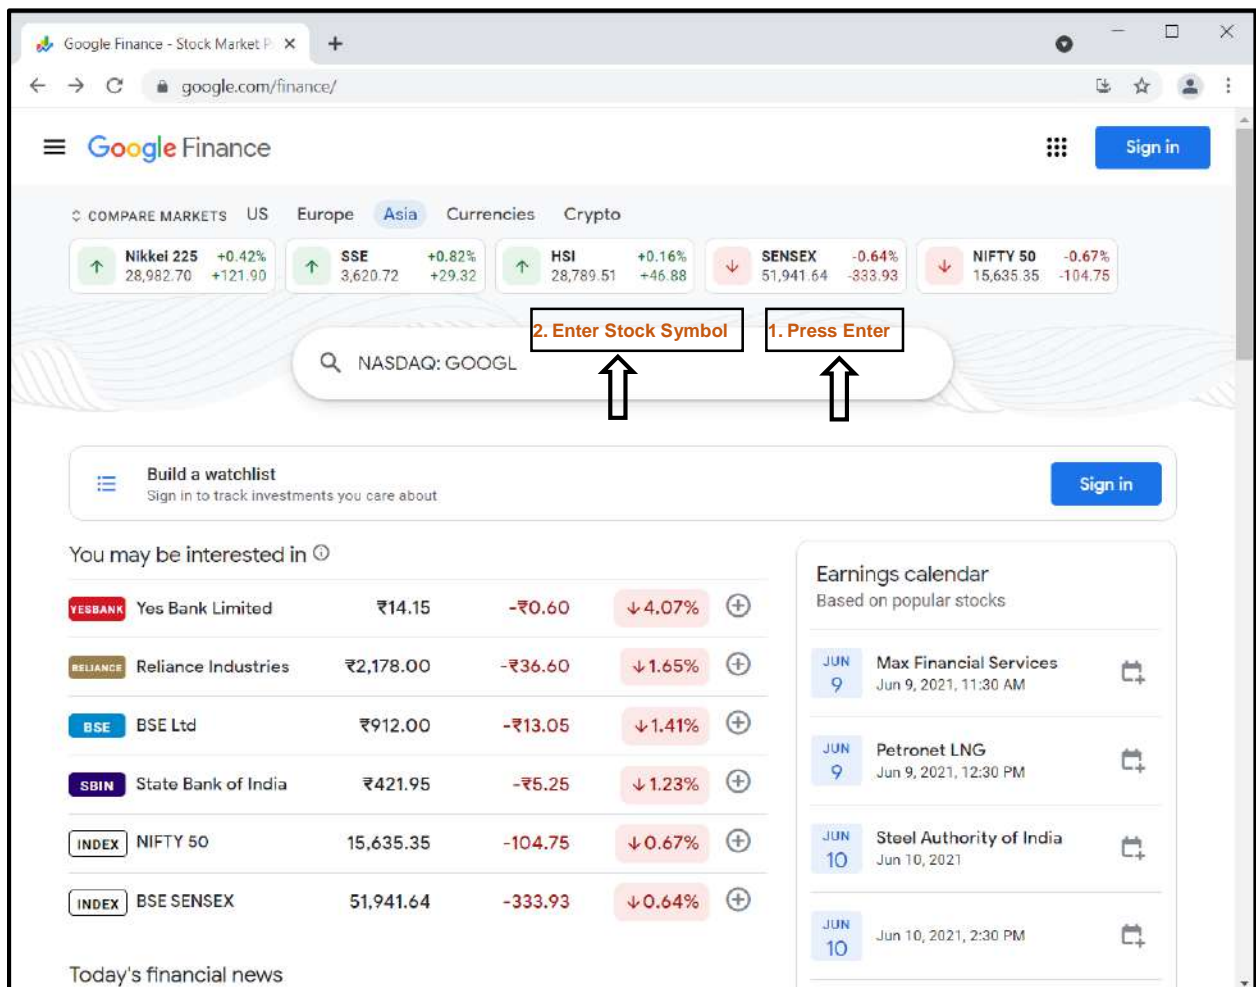 Google Finance - Stock Market P
google.com/finance/
Google Finance
Sign in
COMPARE MARKETS US Europe Asia Currencies Crypto
Nikkei 225 +0.42%
28,982.70 +121.90
SSE +0.82%
3,620.72 +29.32
HSI +0.16%
28,789.51 +46.88
SENSEX -0.64%
51,941.64 -333.93
NIFTY 50 -0.67%
15,635.35 -104.75
2. Enter Stock Symbol
1. Press Enter
NASDAQ: GOOGL
Build a watchlist
Sign in to track investments you care about
Sign in
You may be interested in
YESBANK Yes Bank Limited ₹14.15 -₹0.60 ↓4.07%
RELIANCE Reliance Industries ₹2,178.00 -₹36.60 ↓1.65%
BSE BSE Ltd ₹912.00 -₹13.05 ↓1.41%
SBIN State Bank of India ₹421.95 -₹5.25 ↓1.23%
INDEX NIFTY 50 15,635.35 -104.75 ↓0.67%
INDEX BSE SENSEX 51,941.64 -333.93 ↓0.64%
Today's financial news
Earnings calendar
Based on popular stocks
JUN
9
Max Financial Services
Jun 9, 2021, 11:30 AM
JUN
9
Petronet LNG
Jun 9, 2021, 12:30 PM
JUN
10
Steel Authority of India
Jun 10, 2021
JUN
10
Jun 10, 2021, 2:30 PM